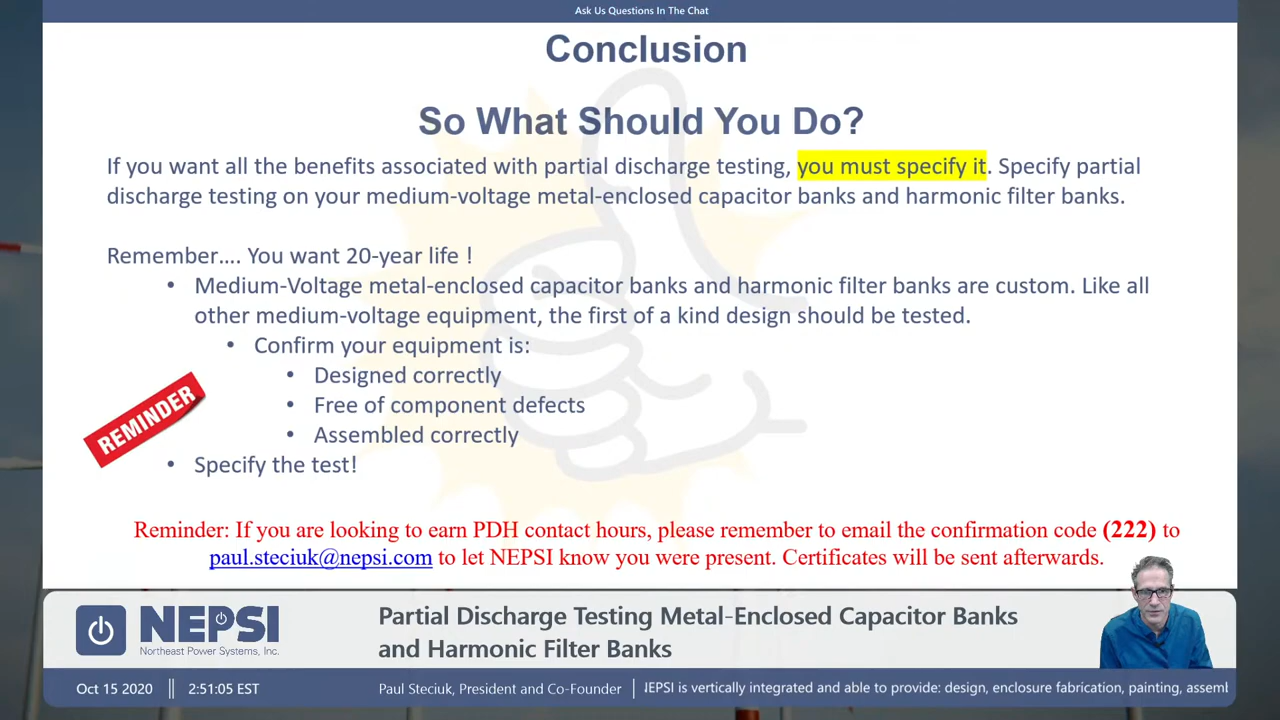 Ask Us Questions In The Chat
Conclusion
So What Should You Do?
If you want all the benefits associated with partial discharge testing, you must specify it. Specify partial
discharge testing on your medium-voltage metal-enclosed capacitor banks and harmonic filter banks.
Remember…. You want 20-year life !
• Medium-Voltage metal-enclosed capacitor banks and harmonic filter banks are custom. Like all
other medium-voltage equipment, the first of a kind design should be tested.
• Confirm your equipment is:
• Designed correctly
• Free of component defects
• Assembled correctly
REMINDER
• Specify the test!
Reminder: If you are looking to earn PDH contact hours, please remember to email the confirmation code (222) to
paul.steciuk@nepsi.com to let NEPSI know you were present. Certificates will be sent afterwards.
NEPSI
Northeast Power Systems, Inc.
Partial Discharge Testing Metal-Enclosed Capacitor Banks
and Harmonic Filter Banks
Oct 15 2020 || 2:51:05 EST
Paul Steciuk, President and Co-Founder | NEPSI is vertically integrated and able to provide: design, enclosure fabrication, painting, assembl